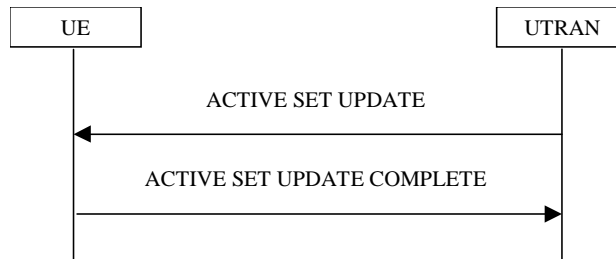 UE
UTRAN
ACTIVE SET UPDATE
ACTIVE SET UPDATE COMPLETE